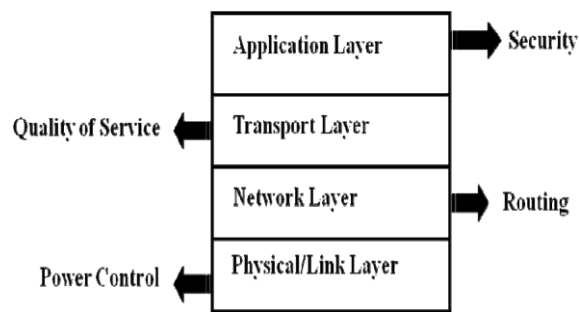 Application Layer
Security
Quality of Service
Transport Layer
Network Layer
Routing
Power Control
Physical/Link Layer